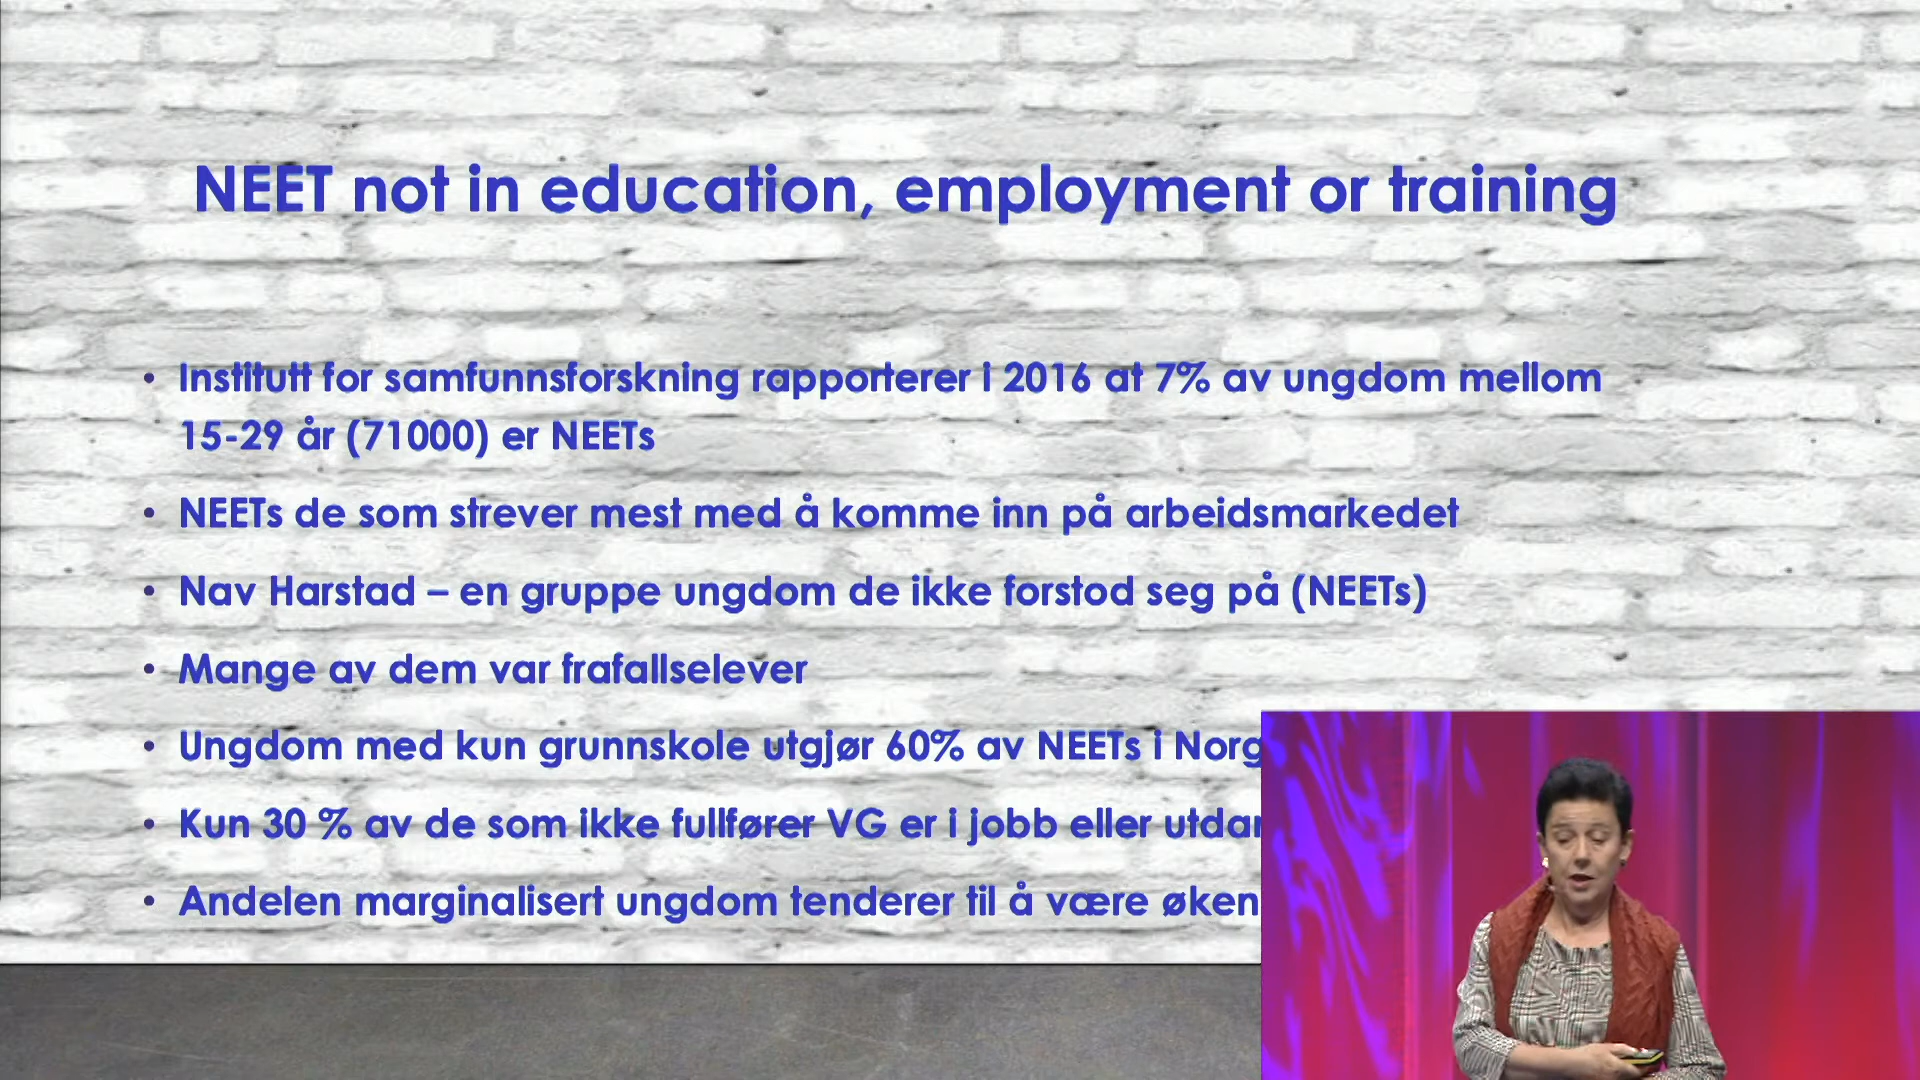 NEET not in education, employment or training
• Institutt for samfunnsforskning rapporterer i 2016 at 7% av ungdom mellom
15-29 år (71000) er NEETs
• NEETs de som strever mest med å komme inn på arbeidsmarkedet
• Nav Harstad – en gruppe ungdom de ikke forstod seg på (NEETs)
• Mange av dem var frafallselever
• Ungdom med kun grunnskole utgjør 60% av NEETs i
• Kun 30 % av de som ikke fullfører VG er i jobb eller
• Andelen marginalisert ungdom tenderer til å være